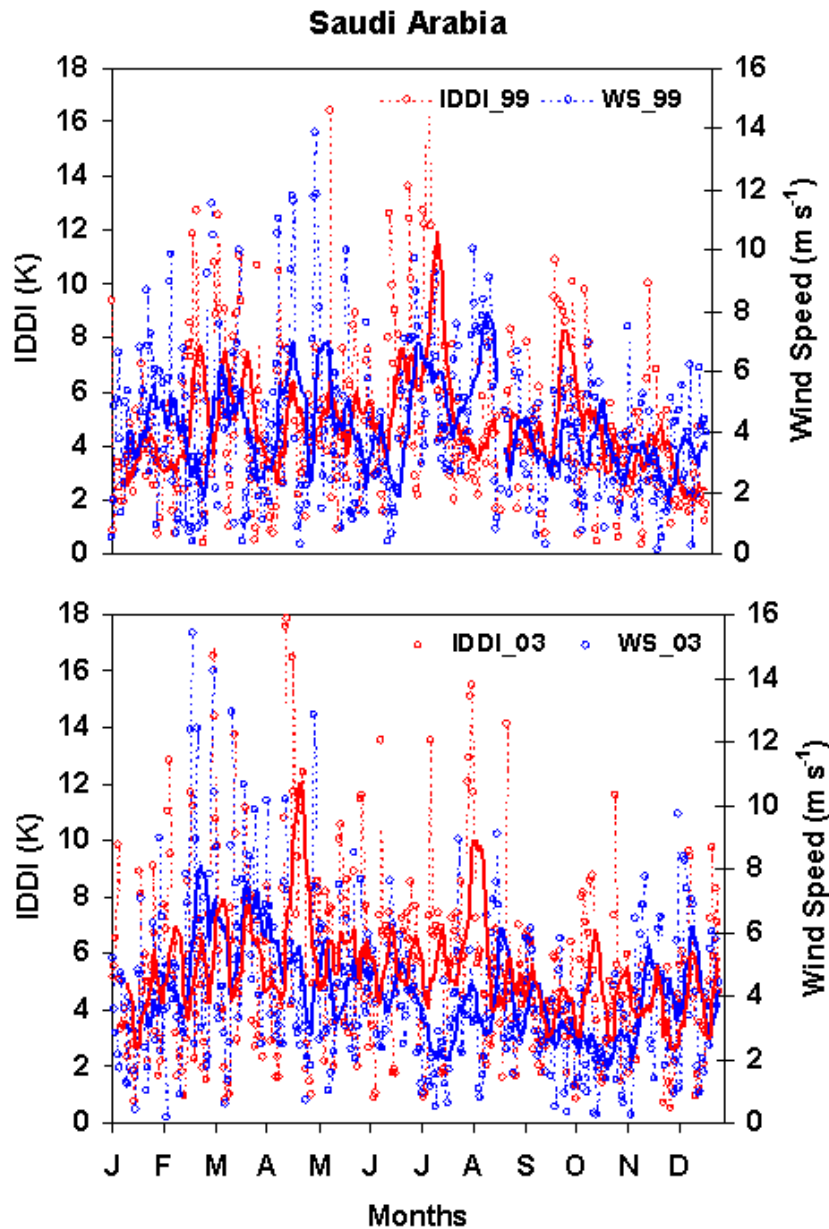 Saudi Arabia
18 16
16 14
14 12
12 10
10 8
8 6
6 4
4 2
2 0
0
IDDI (K)
Wind Speed (m s⁻¹)
IDDI_99 WS_99
18 16
16 14
14 12
12 10
10 8
8 6
6 4
4 2
2 0
0
IDDI (K)
Wind Speed (m s⁻¹)
IDDI_03 WS_03
J F M A M J J A S O N D
Months